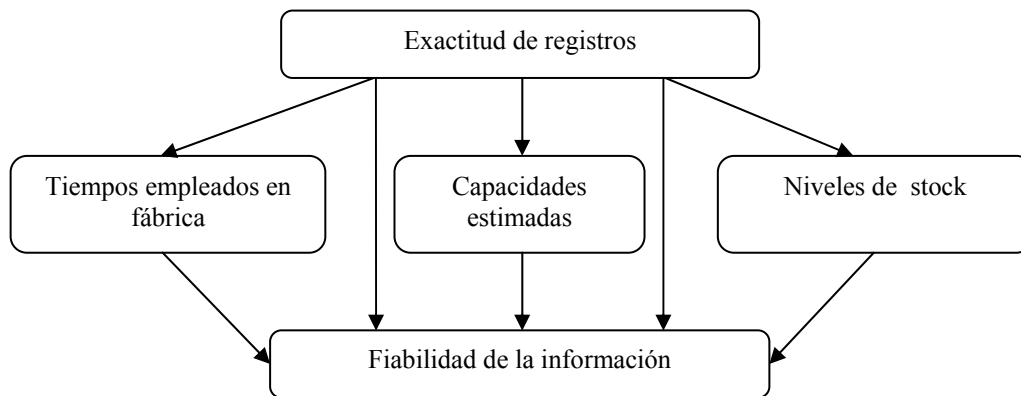 Exactitud de registros
Tiempos empleados en
fábrica
Capacidades
estimadas
Niveles de stock
Fiabilidad de la información